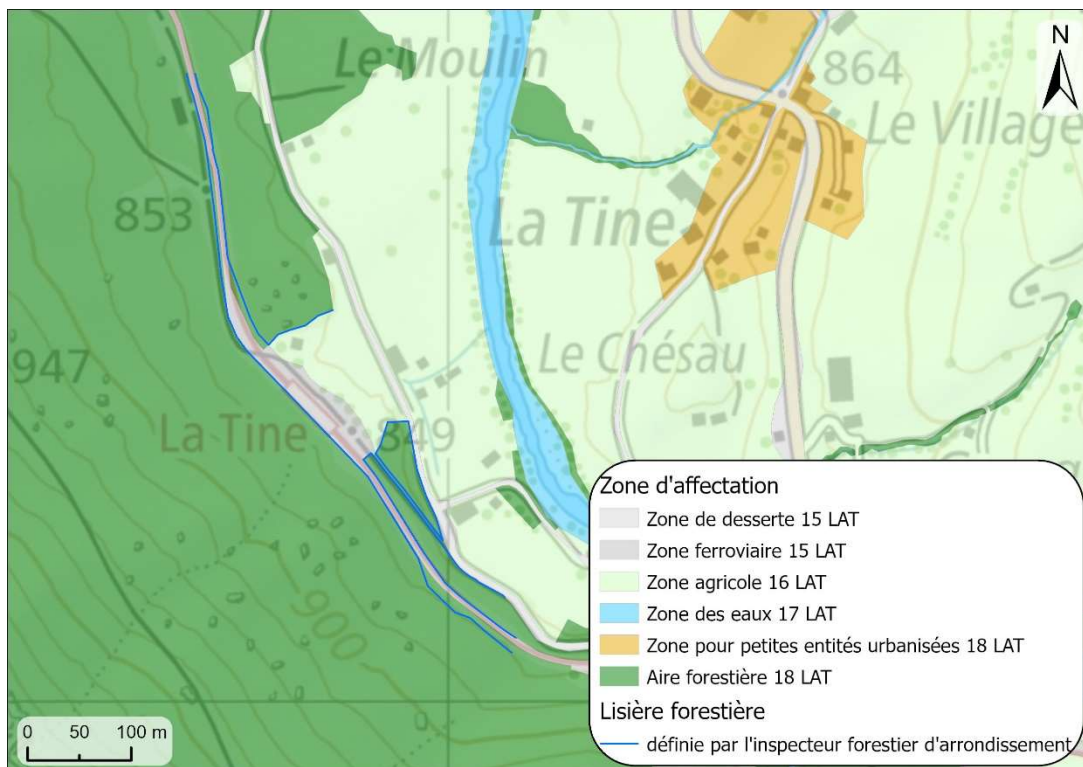 N
Le Moulin
864
Le Village
853
La Tine
Le Chésau
947
La Tine
849
900
Zone d'affectation
Zone de desserte 15 LAT
Zone ferroviaire 15 LAT
Zone agricole 16 LAT
Zone des eaux 17 LAT
Zone pour petites entités urbanisées 18 LAT
Aire forestière 18 LAT
Lisière forestière
définie par l'inspecteur forestier d'arrondissement
0 50 100 m